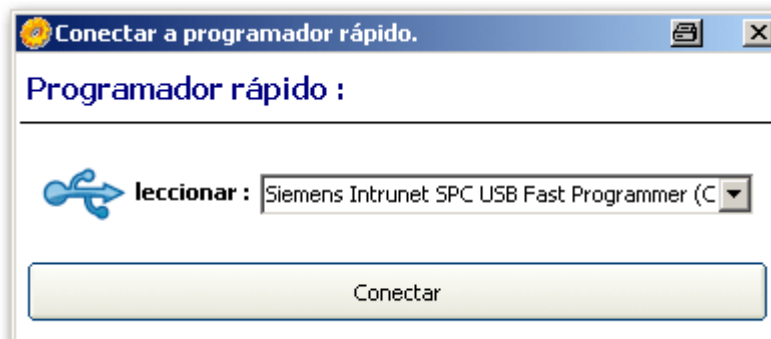 Conectar a programador rápido.
Programador rápido :
leccionar : Siemens Intrunet SPC USB Fast Programmer (C
Conectar